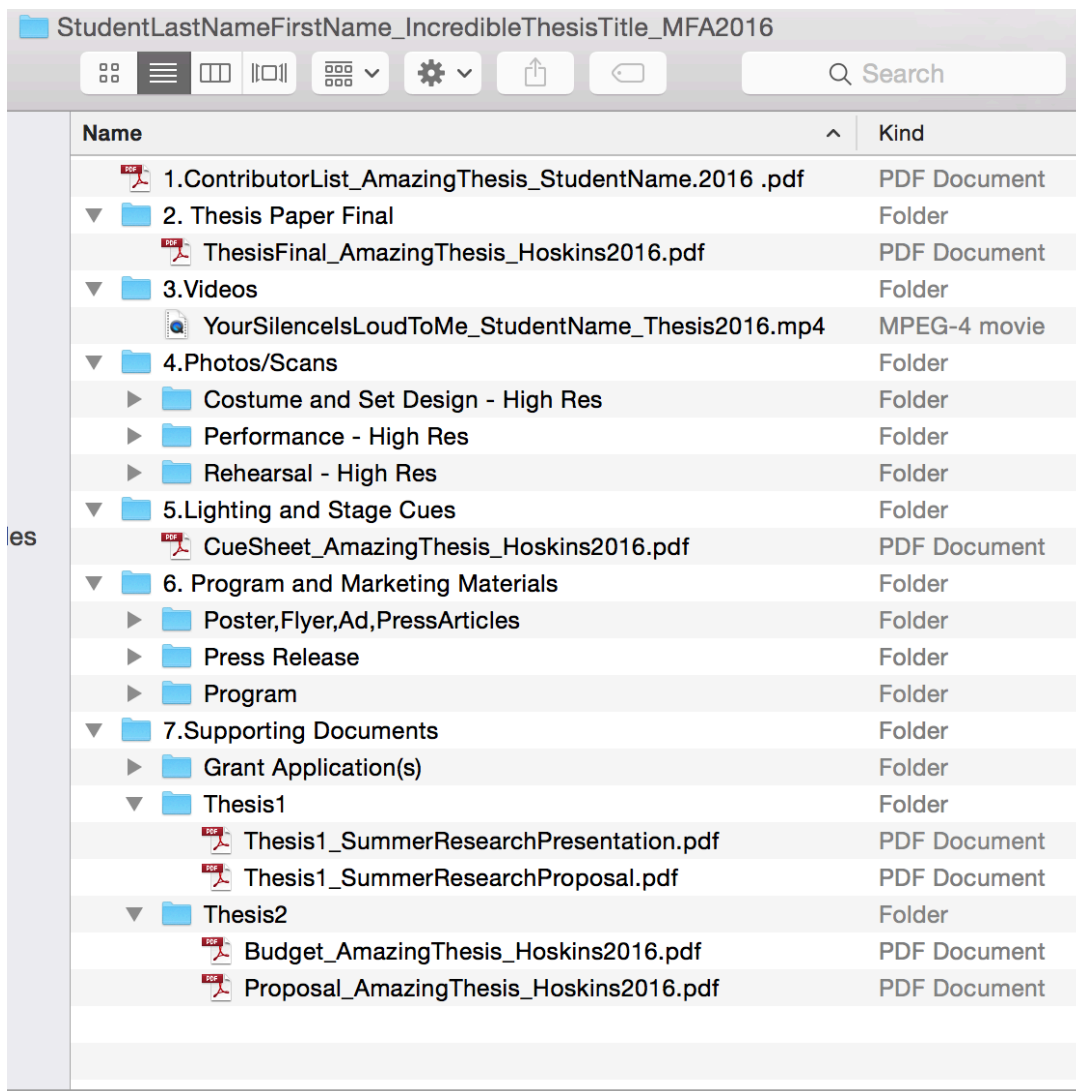 StudentLastNameFirstName_IncredibleThesisTitle_MFA2016
Search
Name Kind
1.ContributorList_AmazingThesis_StudentName.2016 .pdf PDF Document
2. Thesis Paper Final Folder
ThesisFinal_AmazingThesis_Hoskins2016.pdf PDF Document
3.Videos Folder
YourSilenceIsLoudToMe_StudentName_Thesis2016.mp4 MPEG-4 movie
4.Photos/Scans Folder
Costume and Set Design - High Res Folder
Performance - High Res Folder
Rehearsal - High Res Folder
5.Lighting and Stage Cues Folder
les
CueSheet_AmazingThesis_Hoskins2016.pdf PDF Document
6. Program and Marketing Materials Folder
Poster,Flyer,Ad,PressArticles Folder
Press Release Folder
Program Folder
7.Supporting Documents Folder
Grant Application(s) Folder
Thesis1 Folder
Thesis1_SummerResearchPresentation.pdf PDF Document
Thesis1_SummerResearchProposal.pdf PDF Document
Thesis2 Folder
Budget_AmazingThesis_Hoskins2016.pdf PDF Document
Proposal_AmazingThesis_Hoskins2016.pdf PDF Document